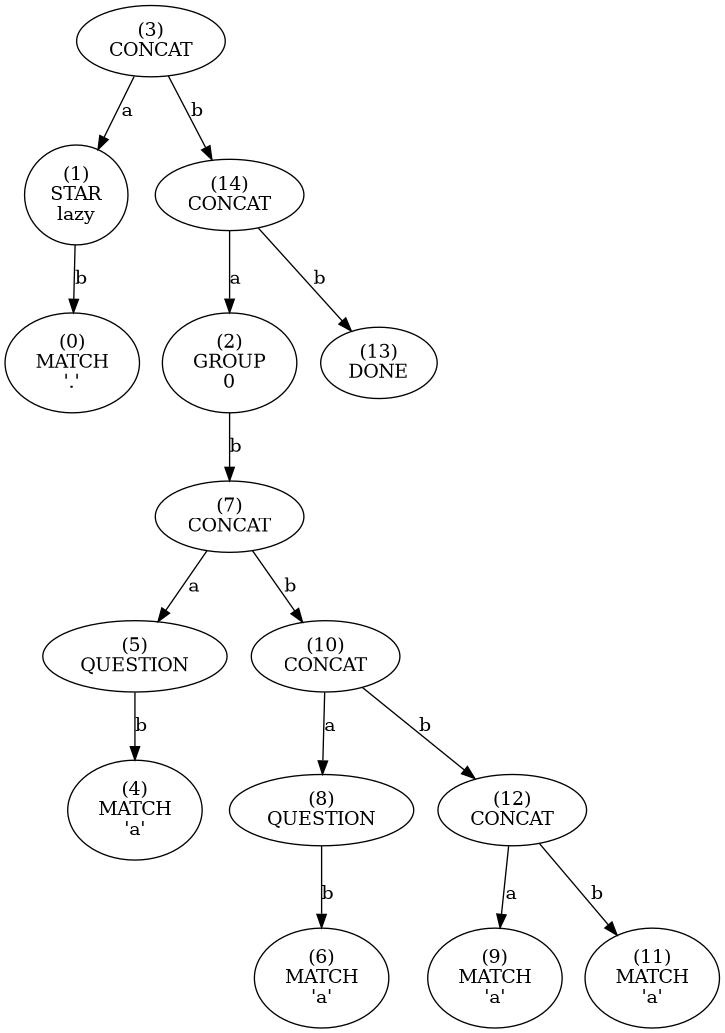 (3)
CONCAT
a
b
(1)
STAR
lazy
(14)
CONCAT
b
a
b
(0)
MATCH
'.'
(2)
GROUP
0
(13)
DONE
b
(7)
CONCAT
a
b
(5)
QUESTION
(10)
CONCAT
b
a
b
(4)
MATCH
'a'
(8)
QUESTION
(12)
CONCAT
b
a
b
(6)
MATCH
'a'
(9)
MATCH
'a'
(11)
MATCH
'a'